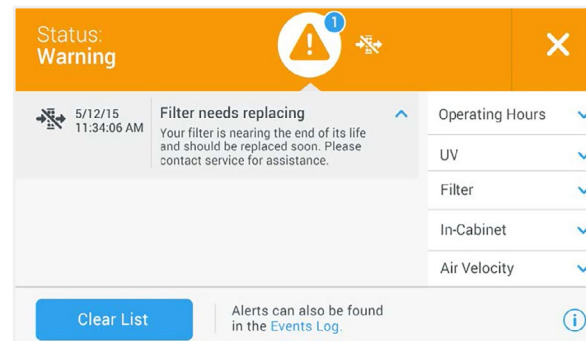 Status:
Warning
1
5/12/15
11:34:06 AM
Filter needs replacing
Your filter is nearing the end of its life
and should be replaced soon. Please
contact service for assistance.
Operating Hours
UV
Filter
In-Cabinet
Air Velocity
Clear List
Alerts can also be found
in the Events Log.